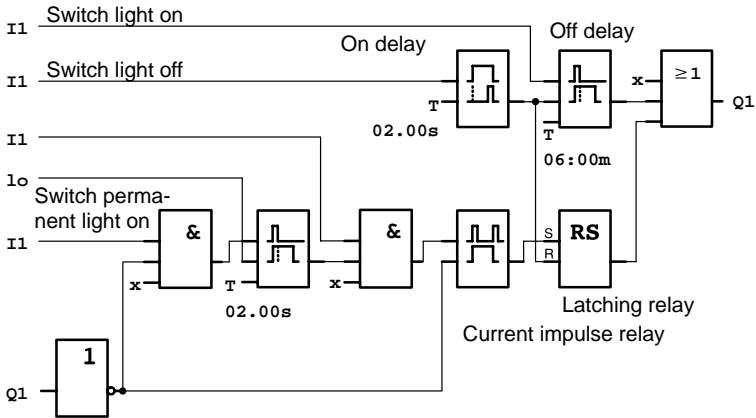 I1 Switch light on
I1 Switch light off
On delay
Off delay
T
02.00s
T
06:00m
x
≥1
Q1
I1
lo
Switch perma-
nent light on
I1
&
x
T
02.00s
&
x
S RS
R
Latching relay
Current impulse relay
1
Q1